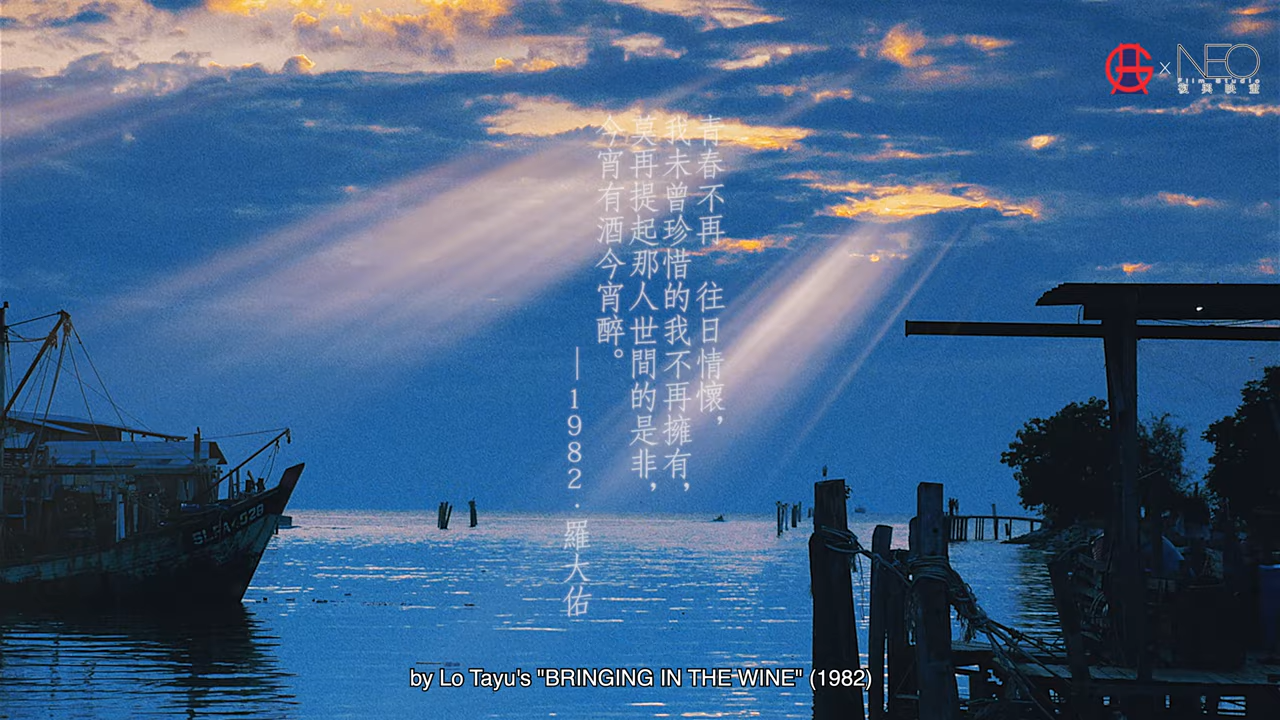 青春不再　往日情懷，
我未曾珍惜的我不再擁有，
莫再提起那人世間的是非，
今宵有酒今宵醉。
—1982．羅大佑
× NEO
Film Studio
by Lo Tayu's "BRINGING IN THE WINE" (1982)